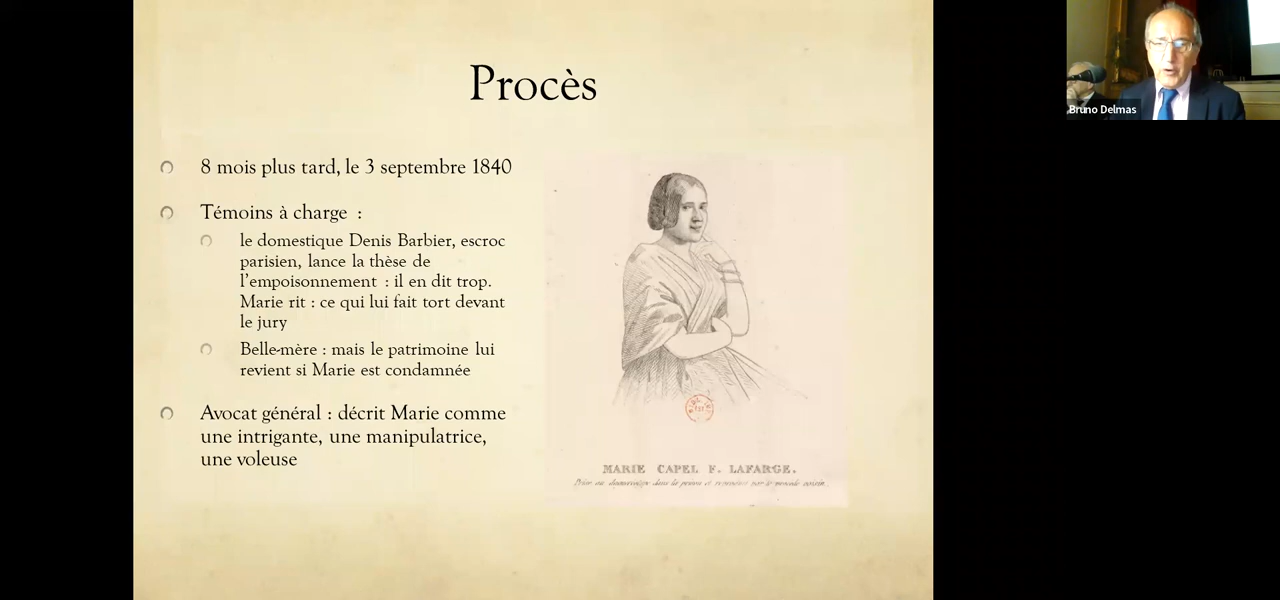 Procès
8 mois plus tard, le 3 septembre 1840
Témoins à charge :
le domestique Denis Barbier, escroc
parisien, lance la thèse de
l'empoisonnement : il en dit trop.
Marie rit : ce qui lui fait tort devant
le jury
Belle-mère : mais le patrimoine lui
revient si Marie est condamnée
Avocat général : décrit Marie comme
une intrigante, une manipulatrice,
une voleuse
MARIE CAPEL F. LAFARGE.
Bruno Delmas